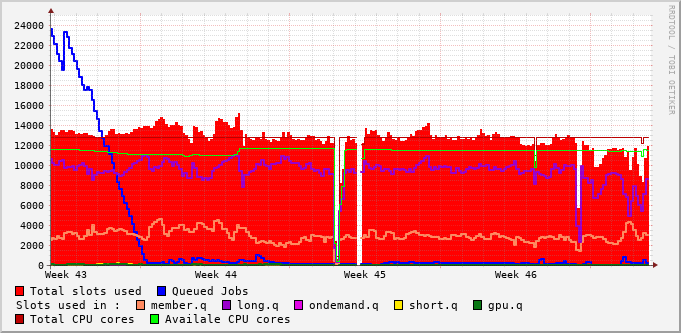 24000
22000
20000
18000
16000
14000
12000
10000
8000
6000
4000
2000
0
Week 43 Week 44 Week 45 Week 46
Total slots used Queued Jobs
Slots used in : member.q long.q ondemand.q short.q gpu.q
Total CPU cores Availale CPU cores
RRDTOOL / TOBI OETIKER